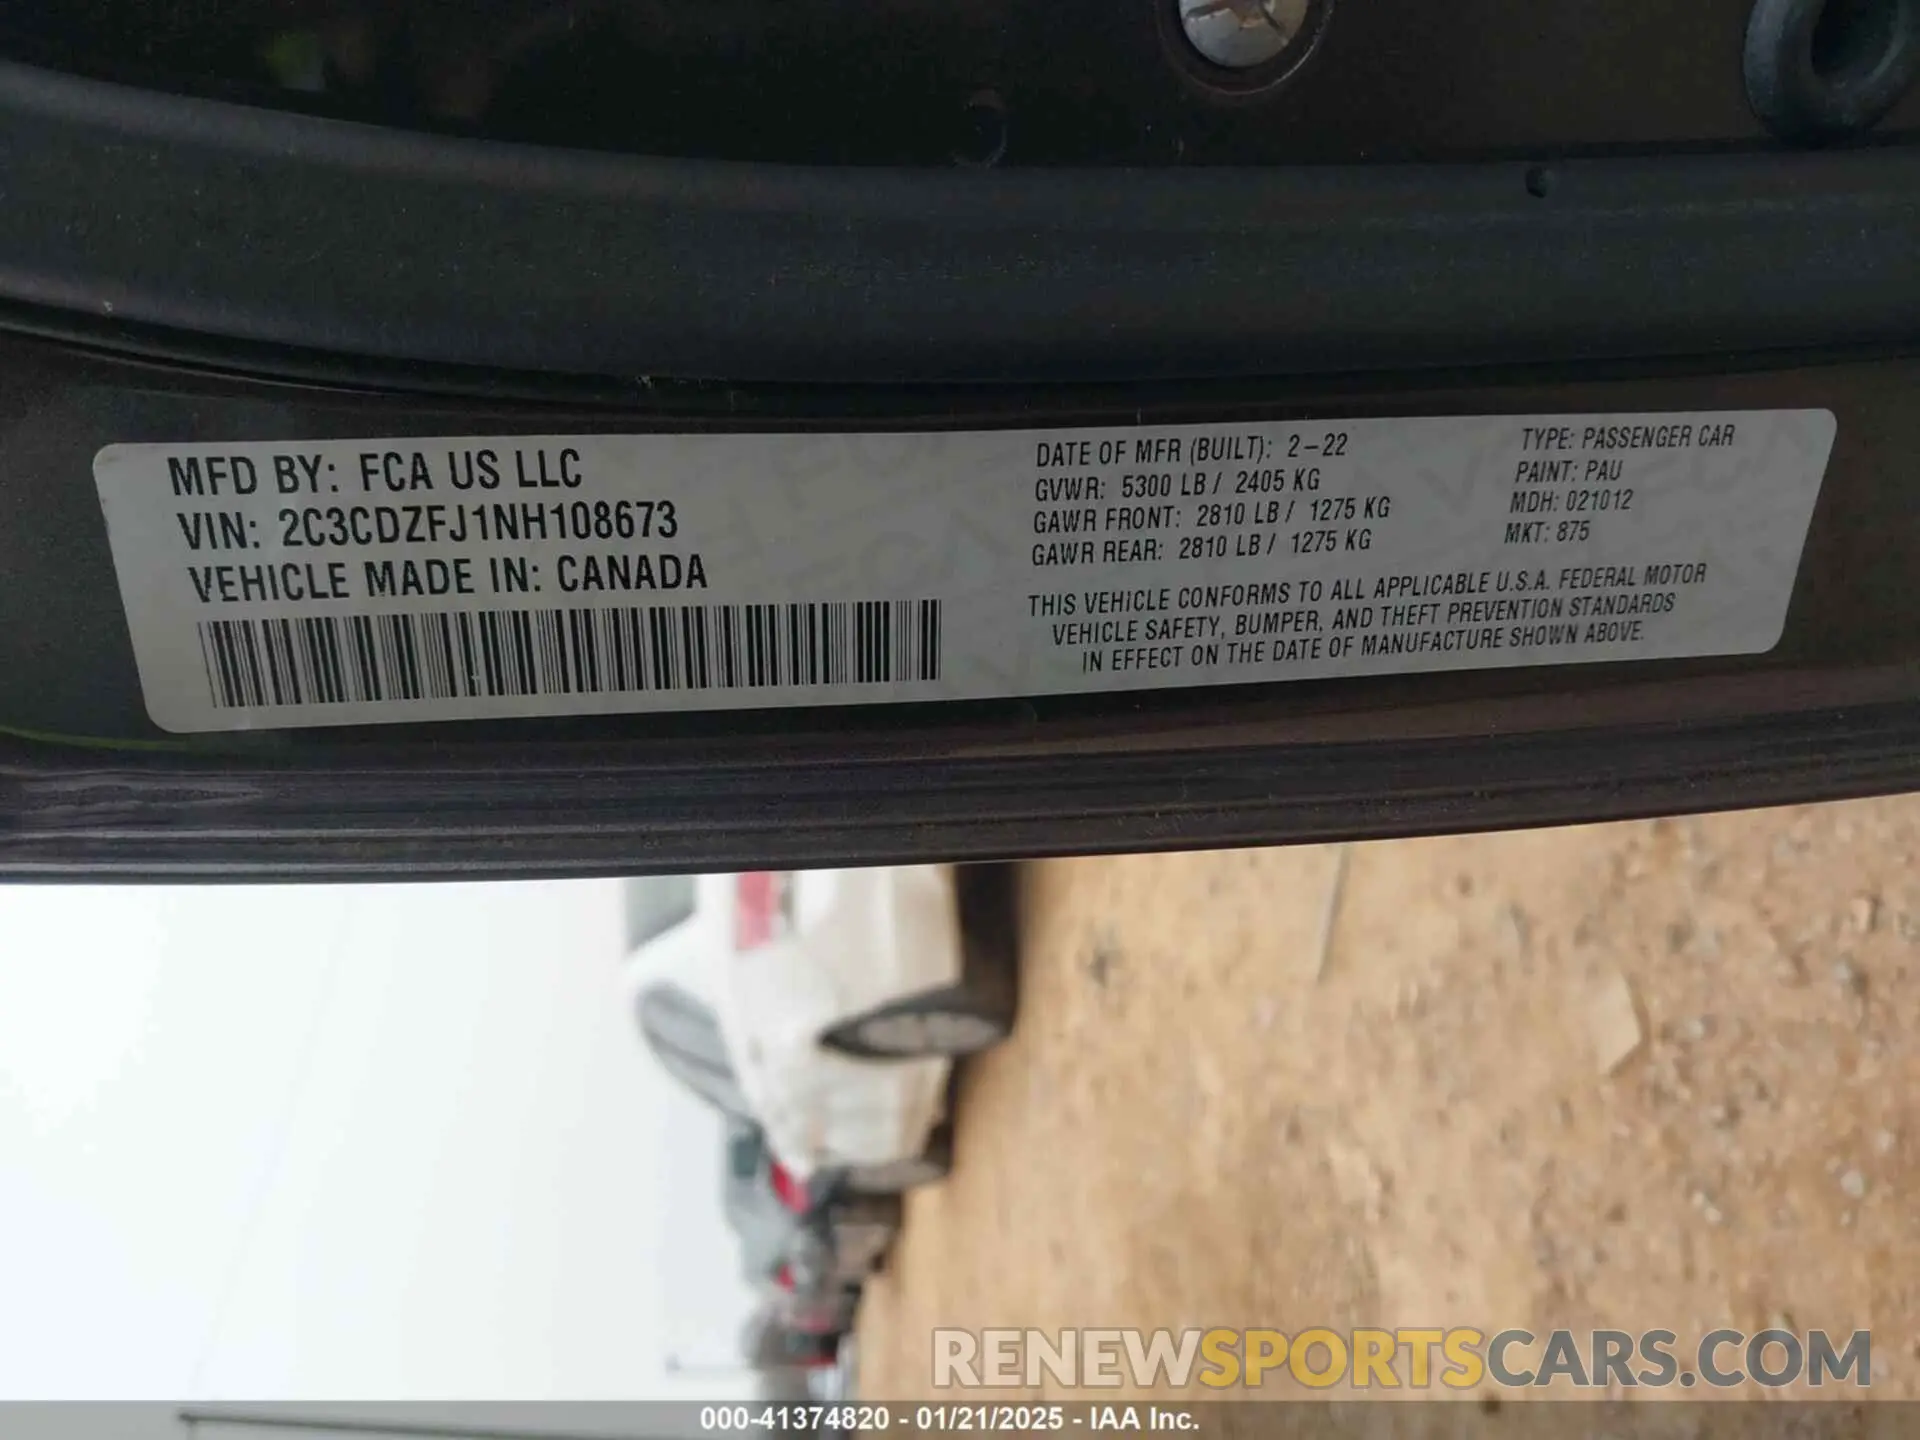 MFD BY: FCA US LLC
VIN: 2C3CDZFJ1NH108673
VEHICLE MADE IN: CANADA
DATE OF MFR (BUILT): 2-22
GVWR: 5300 LB / 2405 KG
GAWR FRONT: 2810 LB / 1275 KG
GAWR REAR: 2810 LB / 1275 KG
TYPE: PASSENGER CAR
PAINT: PAU
MDH: 021012
MKT: 875
THIS VEHICLE CONFORMS TO ALL APPLICABLE U.S.A. FEDERAL MOTOR
VEHICLE SAFETY, BUMPER, AND THEFT PREVENTION STANDARDS
IN EFFECT ON THE DATE OF MANUFACTURE SHOWN ABOVE.
RENEWSPORTSCARS.COM
000-41374820 - 01/21/2025 - IAA Inc.